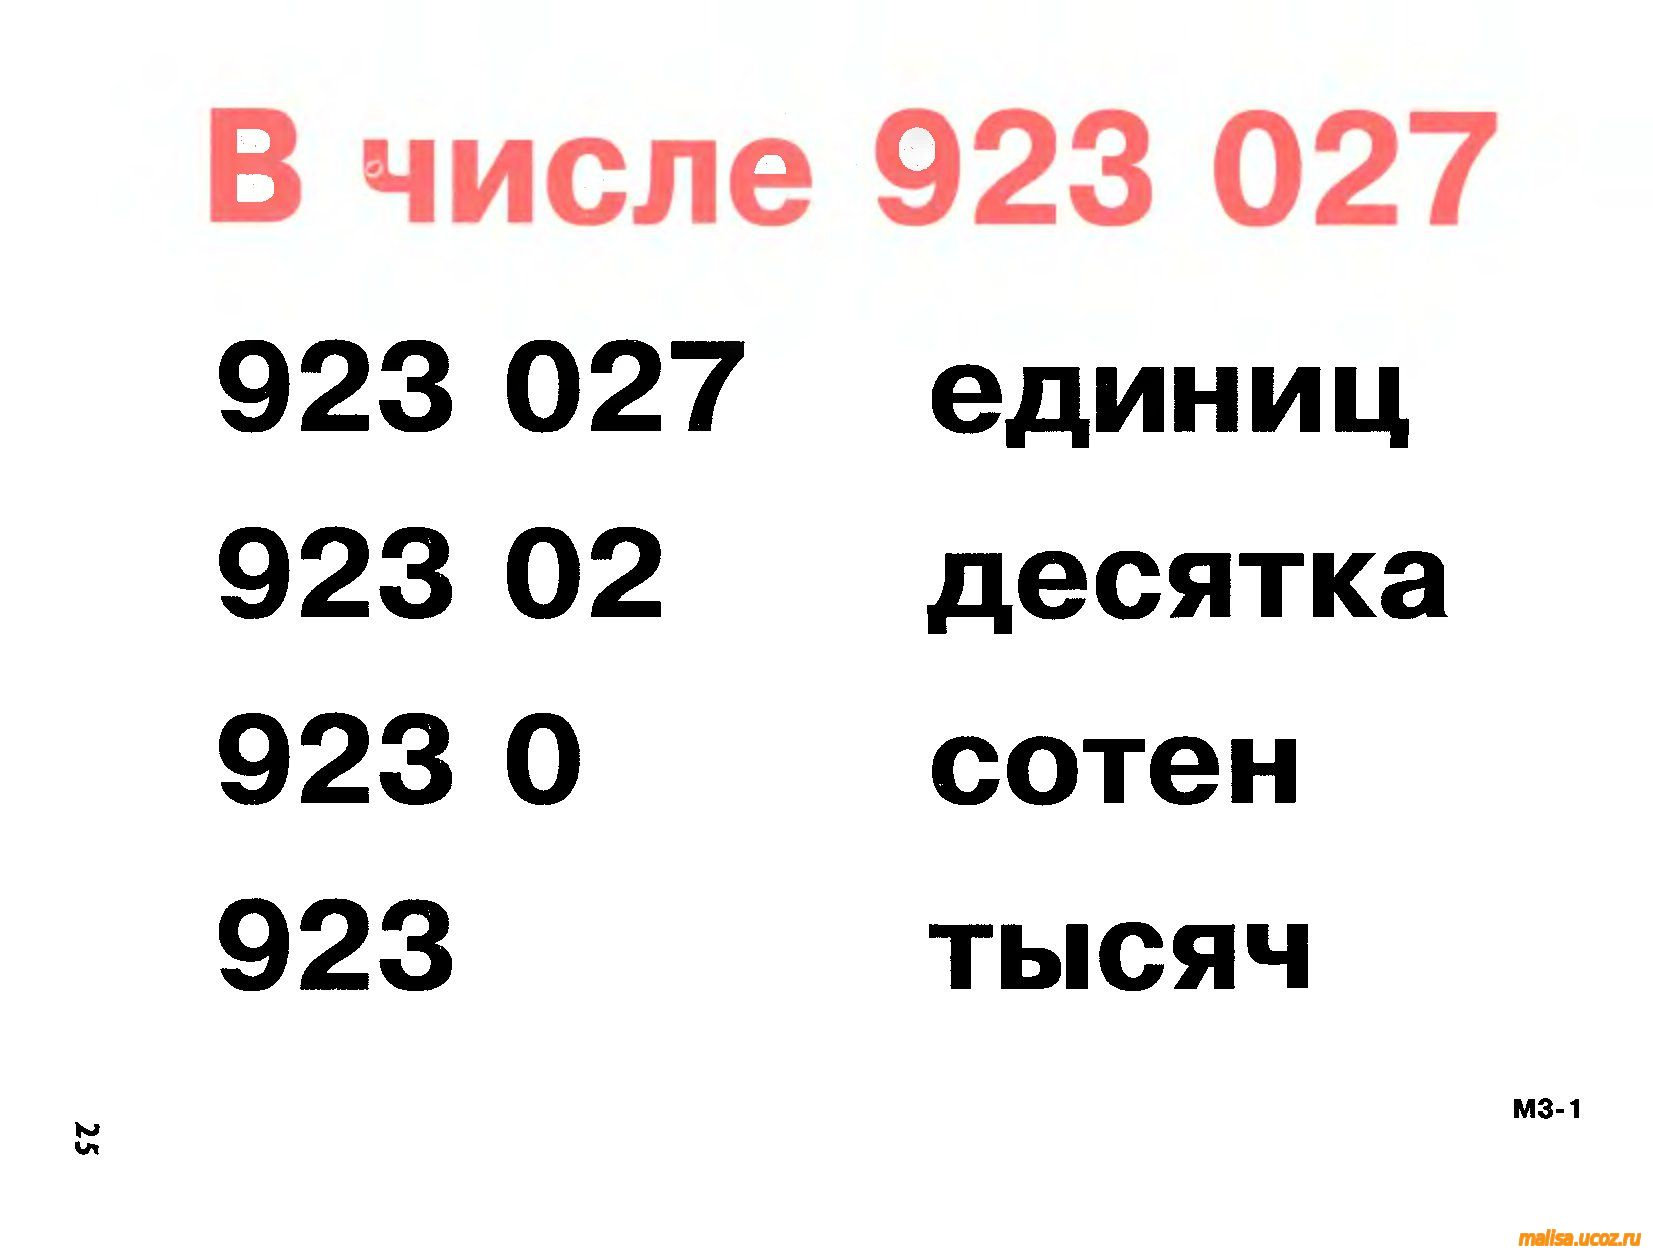 В числе 923 027
923 027 единиц
923 02 десятка
923 0 сотен
923 тысяч
М3-1
25
malisa.ucoz.ru